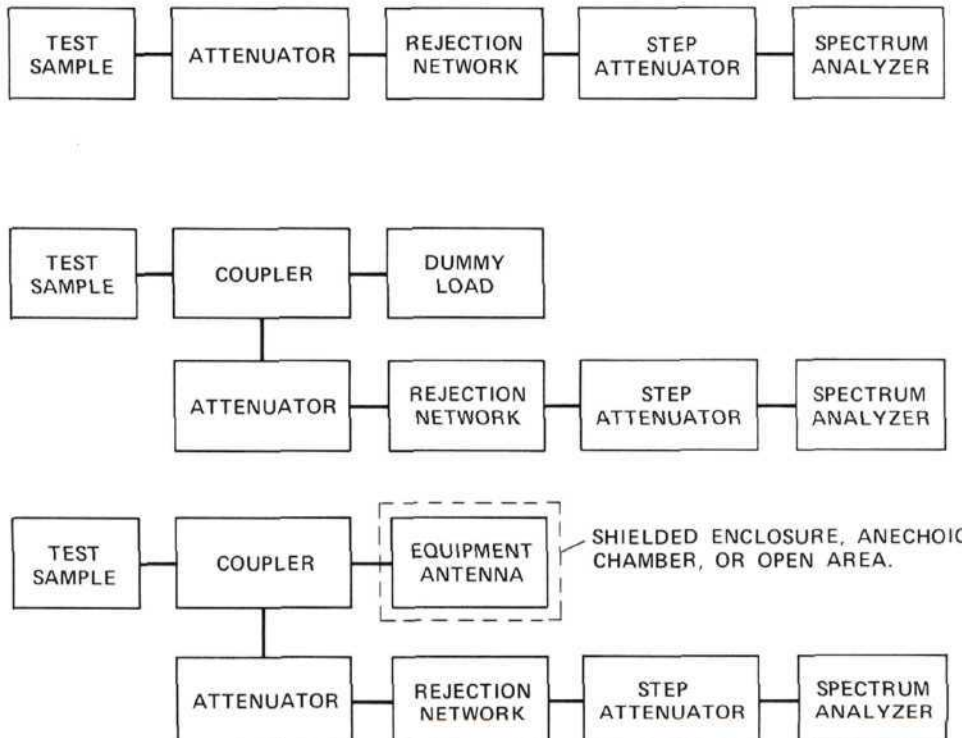 TEST
SAMPLE
ATTENUATOR
REJECTION
NETWORK
STEP
ATTENUATOR
SPECTRUM
ANALYZER
TEST
SAMPLE
COUPLER
DUMMY
LOAD
ATTENUATOR
REJECTION
NETWORK
STEP
ATTENUATOR
SPECTRUM
ANALYZER
TEST
SAMPLE
COUPLER
EQUIPMENT
ANTENNA
SHIELDED ENCLOSURE, ANECHOIC
CHAMBER, OR OPEN AREA.
ATTENUATOR
REJECTION
NETWORK
STEP
ATTENUATOR
SPECTRUM
ANALYZER